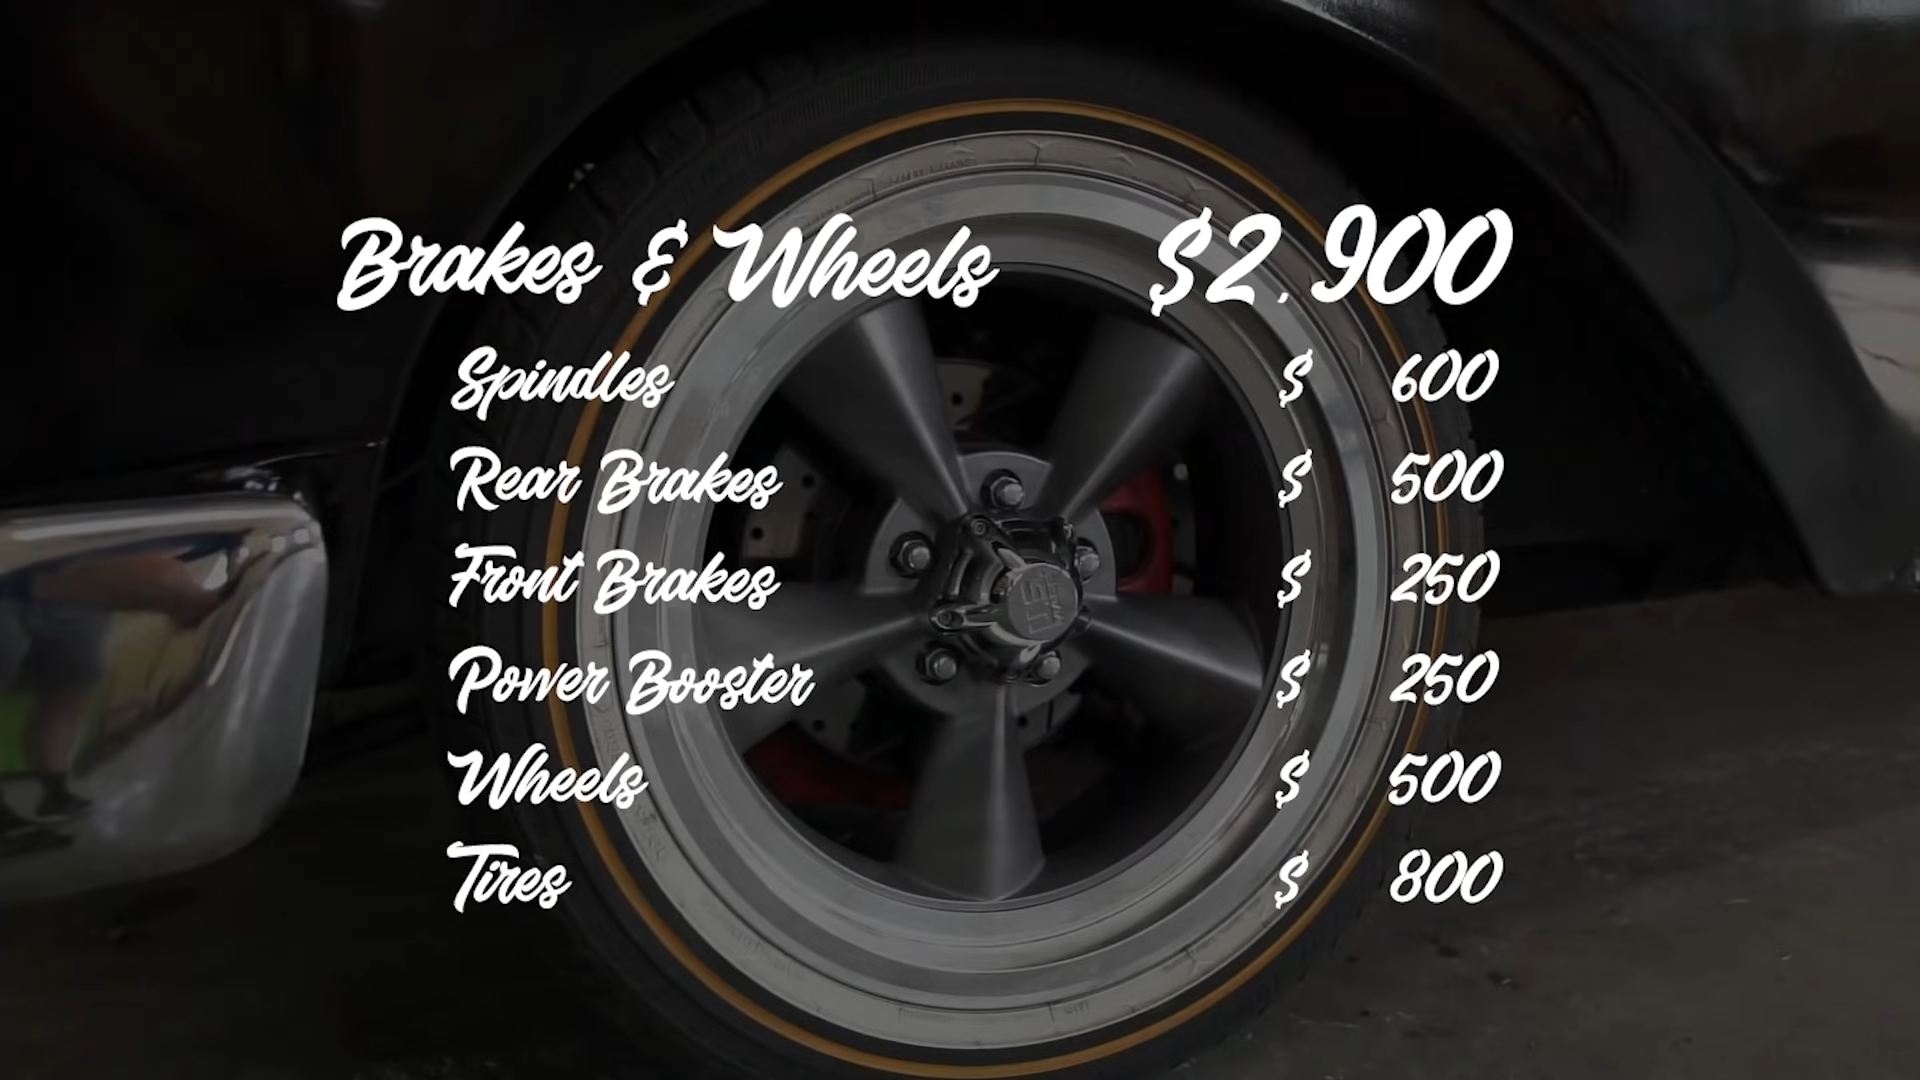 Brakes & Wheels $2,900
Spindles $ 600
Rear Brakes $ 500
Front Brakes $ 250
Power Booster $ 250
Wheels $ 500
Tires $ 800